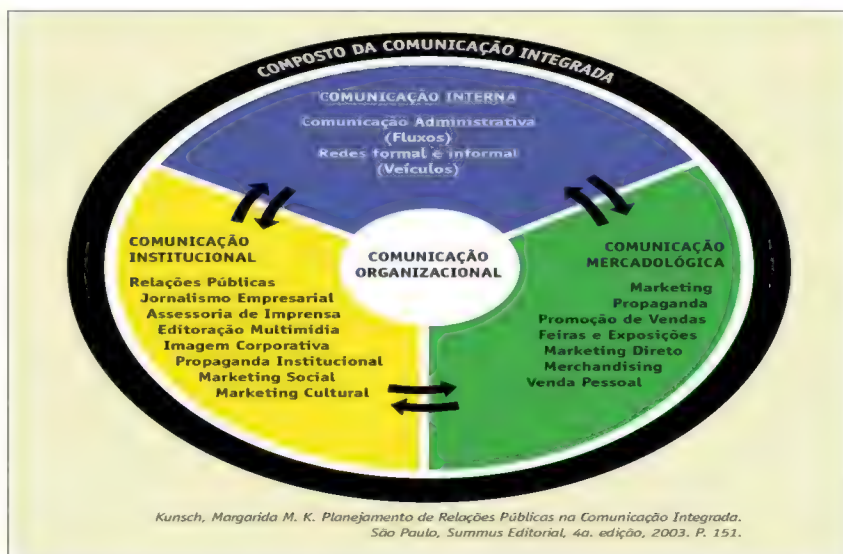 COMPOSTO DA COMUNICAÇÃO INTEGRADA
COMUNICAÇÃO INTERNA
Comunicação Administrativa
(Fluxos)
Redes formal e informal
(Veículos)
COMUNICAÇÃO
INSTITUCIONAL
Relações Públicas
Jornalismo Empresarial
Assessoria de Imprensa
Editoração Multimídia
Imagem Corporativa
Propaganda Institucional
Marketing Social
Marketing Cultural
COMUNICAÇÃO
ORGANIZACIONAL
COMUNICAÇÃO
MERCADOLÓGICA
Marketing
Propaganda
Promoção de Vendas
Feiras e Exposições
Marketing Direto
Merchandising
Venda Pessoal
Kunsch, Margarida M. K. Planejamento de Relações Públicas na Comunicação Integrada.
São Paulo, Summus Editorial, 4a. edição, 2003. P. 151.